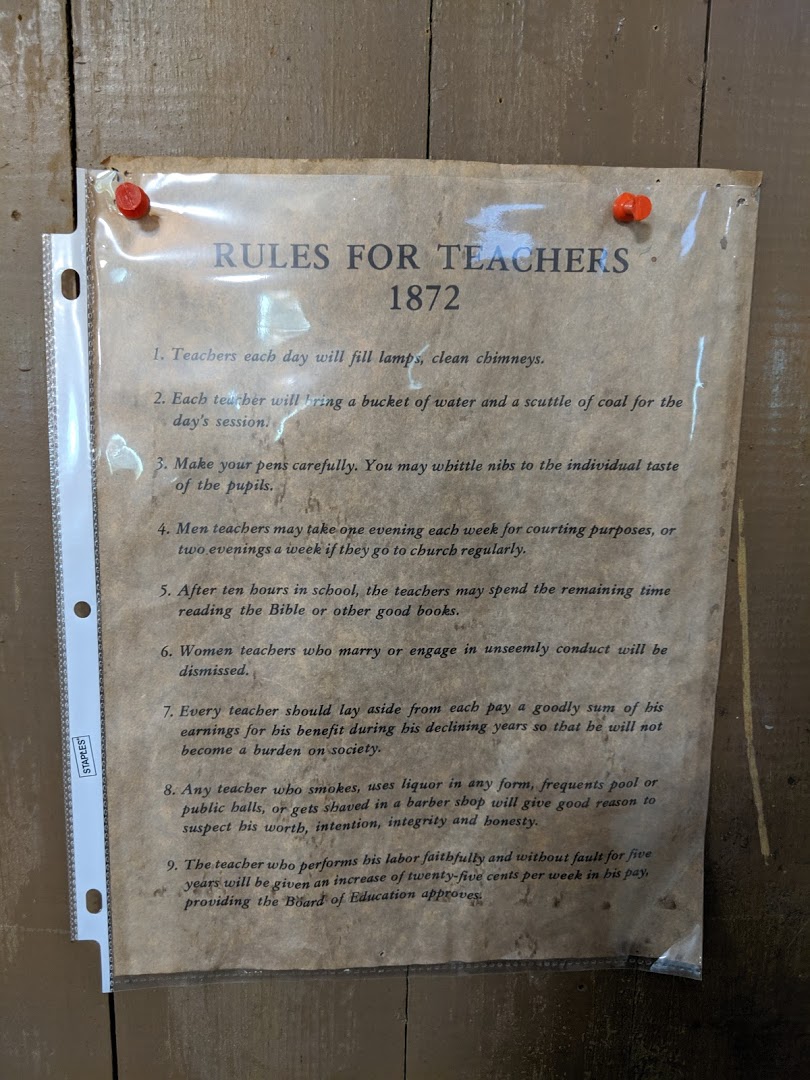 RULES FOR TEACHERS
1872
1. Teachers each day will fill lamps, clean chimneys.
2. Each teacher will bring a bucket of water and a scuttle of coal for the
day's session.
3. Make your pens carefully. You may whittle nibs to the individual taste
of the pupils.
4. Men teachers may take one evening each week for courting purposes, or
two evenings a week if they go to church regularly.
5. After ten hours in school, the teachers may spend the remaining time
reading the Bible or other good books.
6. Women teachers who marry or engage in unseemly conduct will be
dismissed.
7. Every teacher should lay aside from each pay a goodly sum of his
earnings for his benefit during his declining years so that he will not
become a burden on society.
8. Any teacher who smokes, uses liquor in any form, frequents pool or
public halls, or gets shaved in a barber shop will give good reason to
suspect his worth, intention, integrity and honesty.
9. The teacher who performs his labor faithfully and without fault for five
years will be given an increase of twenty-five cents per week in his pay,
providing the Board of Education approves.
STAPLES